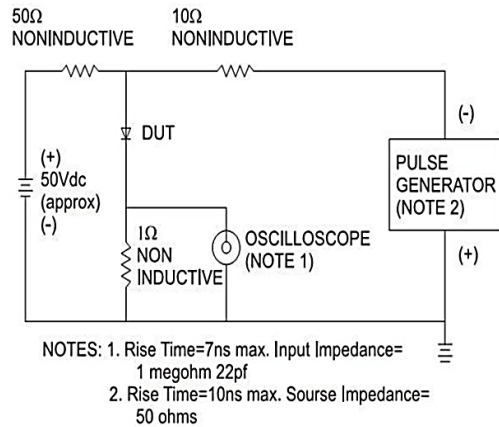 50Ω
NONINDUCTIVE
10Ω
NONINDUCTIVE
DUT
(+)
50Vdc
(approx)
(-)
1Ω
NON
INDUCTIVE
OSCILLOSCOPE
(NOTE 1)
(-)
PULSE
GENERATOR
(NOTE 2)
(+)
NOTES: 1. Rise Time=7ns max. Input Impedance=
1 megohm 22pf
2. Rise Time=10ns max. Sourse Impedance=
50 ohms